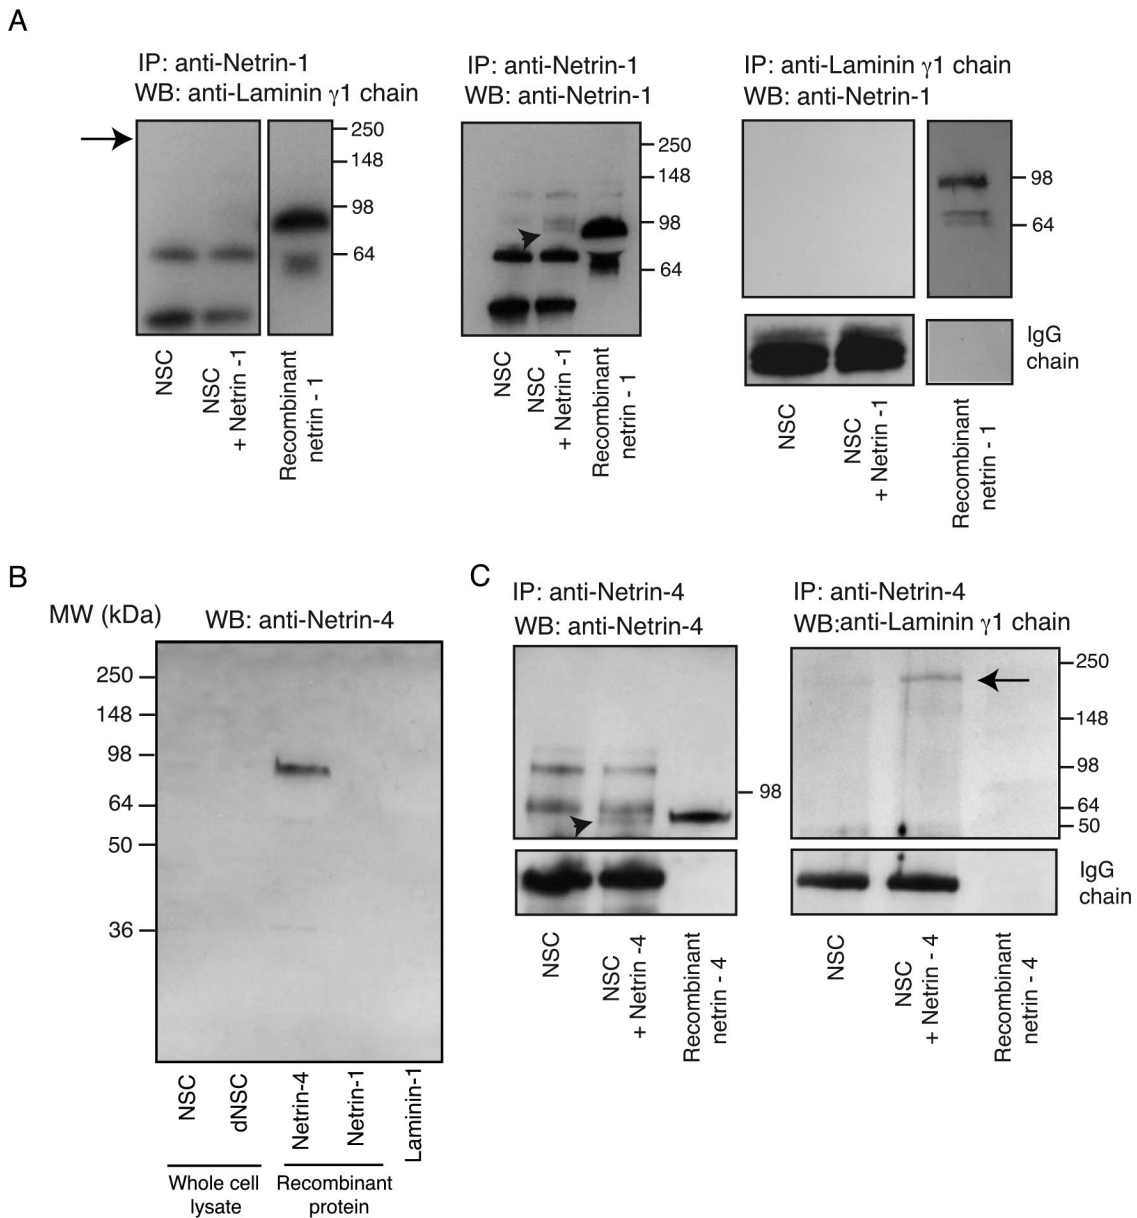 A
IP: anti-Netrin-1
WB: anti-Laminin γ1 chain
250
148
98
64
NSC
NSC
+ Netrin -1
Recombinant
netrin - 1
IP: anti-Netrin-1
WB: anti-Netrin-1
250
148
98
64
NSC
NSC
+ Netrin -1
Recombinant
netrin - 1
IP: anti-Laminin γ1 chain
WB: anti-Netrin-1
98
64
IgG
chain
NSC
NSC
+ Netrin -1
Recombinant
netrin - 1
B
MW (kDa)
WB: anti-Netrin-4
250
148
98
64
50
36
NSC
dNSC
Netrin-4
Netrin-1
Laminin-1
Whole cell
lysate
Recombinant
protein
C
IP: anti-Netrin-4
WB: anti-Netrin-4
98
NSC
NSC
+ Netrin -4
Recombinant
netrin - 4
IP: anti-Netrin-4
WB:anti-Laminin γ1 chain
250
148
98
64
50
IgG
chain
NSC
NSC
+ Netrin - 4
Recombinant
netrin - 4